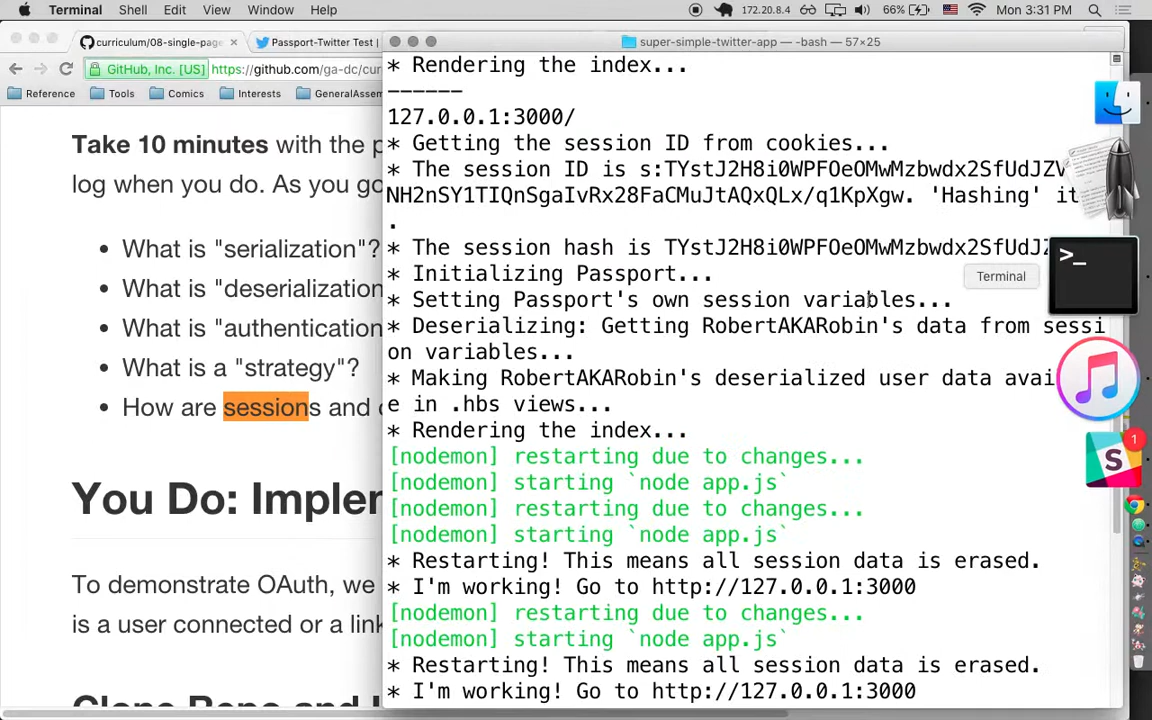 Terminal Shell Edit View Window Help 172.20.8.4 66% Mon 3:31 PM
curriculum/08-single-page
Passport-Twitter Test |
super-simple-twitter-app — -bash — 57×25
GitHub, Inc. [US] https://github.com/ga-dc/cur
Reference Tools Comics Interests GeneralAssem
Take 10 minutes with the p
log when you do. As you go
What is "serialization"?
What is "deserialization
What is "authentication
What is a "strategy"?
How are sessions and c
You Do: Implem
To demonstrate OAuth, we
is a user connected or a link
Clone Repo and I
* Rendering the index...
------
127.0.0.1:3000/
* Getting the session ID from cookies...
* The session ID is s:TYstJ2H8i0WPFOeOMwMzbwdx2SfUdJZV
NH2nSY1TIQnSgaIvRx28FaCMuJtAQxQLx/q1KpXgw. 'Hashing' it
.
* The session hash is TYstJ2H8i0WPFOeOMwMzbwdx2SfUdJZ
* Initializing Passport...
* Setting Passport's own session variables...
* Deserializing: Getting RobertAKARobin's data from sessi
on variables...
* Making RobertAKARobin's deserialized user data avai
e in .hbs views...
* Rendering the index...
[nodemon] restarting due to changes...
[nodemon] starting `node app.js`
[nodemon] restarting due to changes...
[nodemon] starting `node app.js`
* Restarting! This means all session data is erased.
* I'm working! Go to http://127.0.0.1:3000
[nodemon] restarting due to changes...
[nodemon] starting `node app.js`
* Restarting! This means all session data is erased.
* I'm working! Go to http://127.0.0.1:3000
Terminal
>_
1